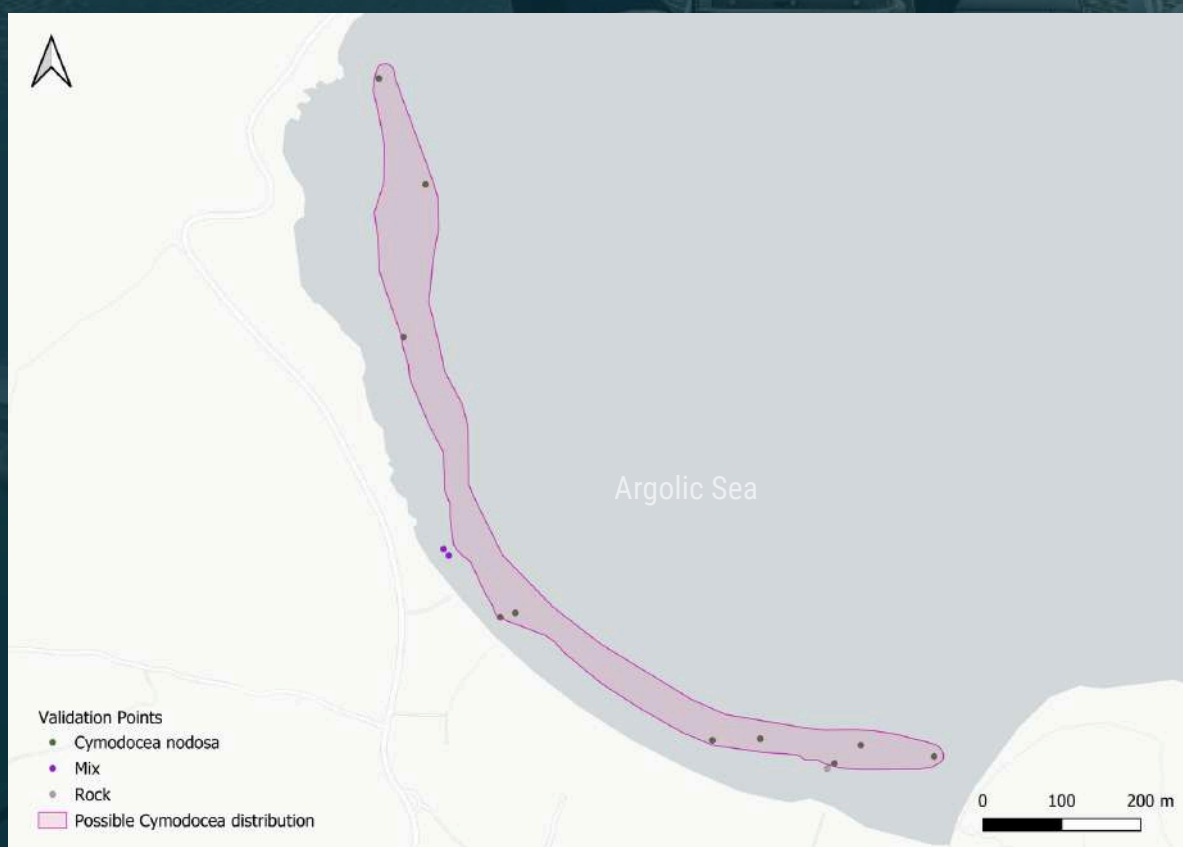 Argolic Sea
Validation Points
Cymodocea nodosa
Mix
Rock
Possible Cymodocea distribution
0 100 200 m